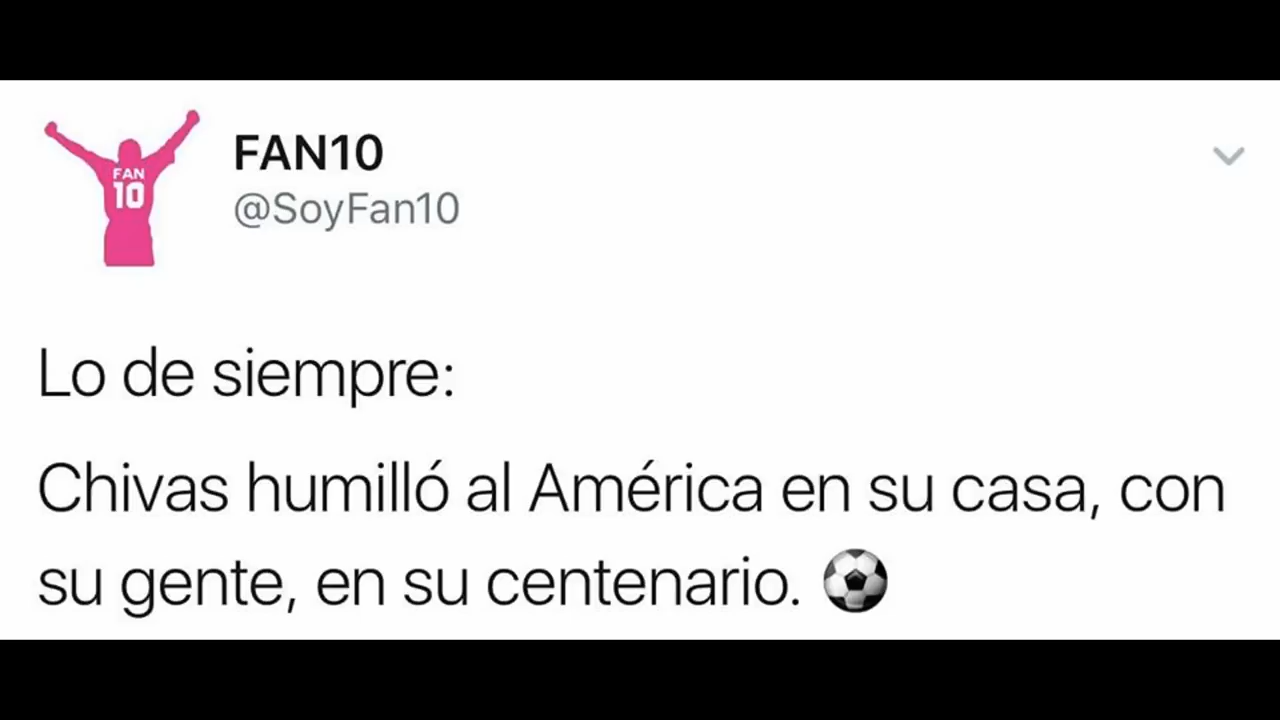 FAN
10
FAN10
@SoyFan10
Lo de siempre:
Chivas humilló al América en su casa, con
su gente, en su centenario. ⚽